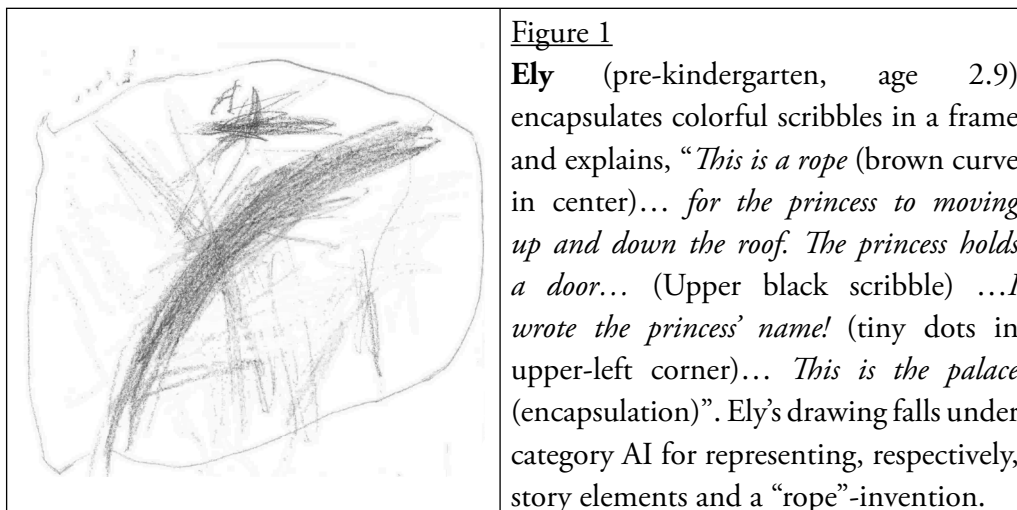 Figure 1
Ely (pre-kindergarten, age 2.9)
encapsulates colorful scribbles in a frame
and explains, “This is a rope (brown curve
in center)… for the princess to moving
up and down the roof. The princess holds
a door… (Upper black scribble) …I
wrote the princess’ name! (tiny dots in
upper-left corner)… This is the palace
(encapsulation)”. Ely’s drawing falls under
category AI for representing, respectively,
story elements and a “rope”-invention.